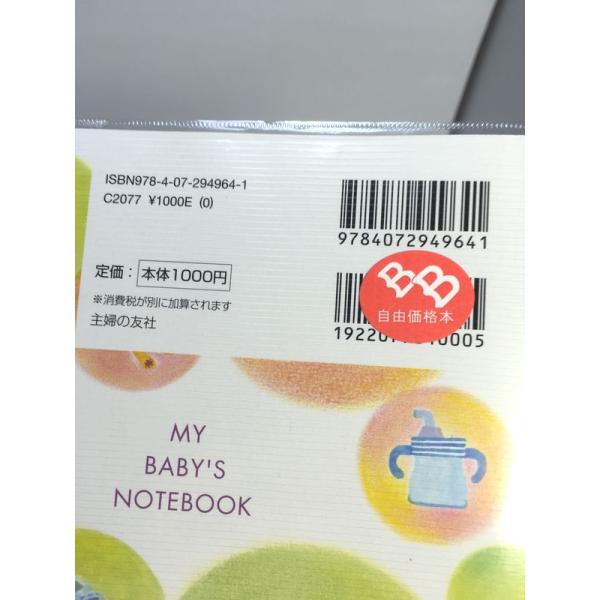 ISBN978-4-07-294964-1
C2077 ¥1000E (0)
定価：本体1000円
※消費税が別に加算されます
主婦の友社
9784072949641
BB
自由価格本
MY
BABY'S
NOTEBOOK